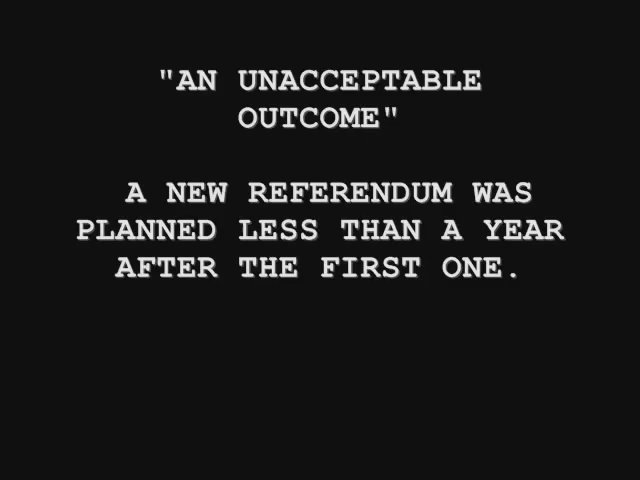 "AN UNACCEPTABLE
OUTCOME"
A NEW REFERENDUM WAS
PLANNED LESS THAN A YEAR
AFTER THE FIRST ONE.